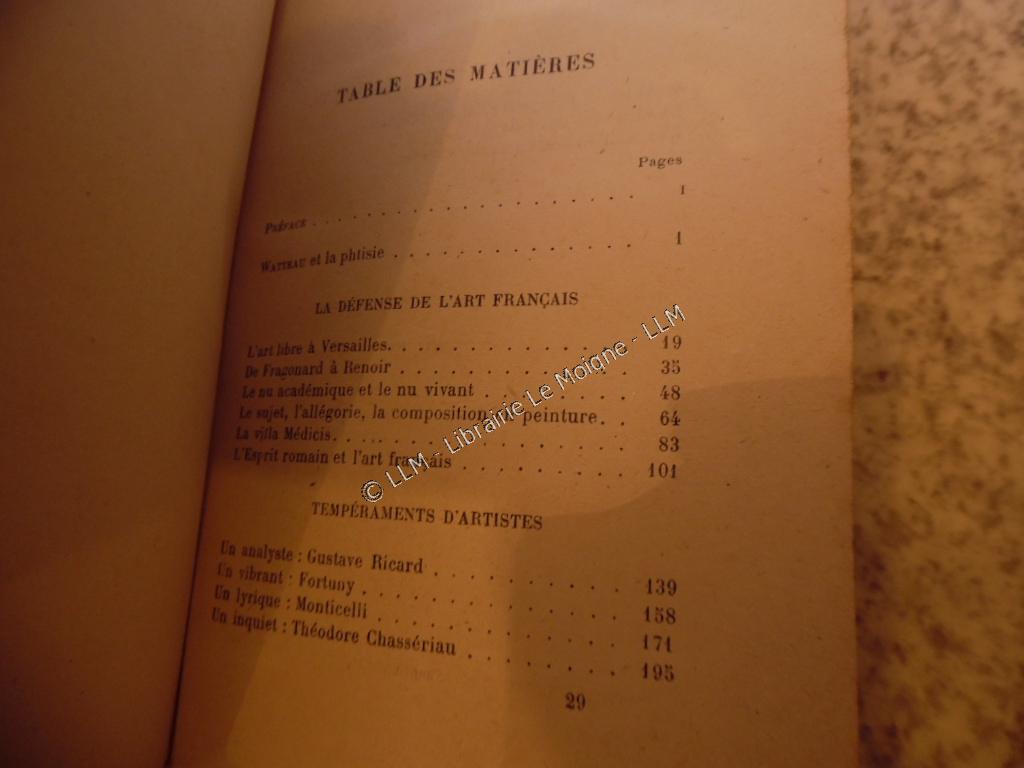 TABLE DES MATIÈRES
Pages
PRÉFACE . . . . . . . . . . . . . . . . . . . . I
WATTEAU et la phtisie . . . . . . . . . . . . . . 1
LA DÉFENSE DE L'ART FRANÇAIS
L'art libre à Versailles. . . . . . . . . . . . . 19
De Fragonard à Renoir . . . . . . . . . . . . 35
Le nu académique et le nu vivant . . . . . . . . 48
Le sujet, l'allégorie, la composition peinture. . 64
La villa Médicis. . . . . . . . . . . . . . . . 83
L'Esprit romain et l'art français . . . . . . . . 101
TEMPÉRAMENTS D'ARTISTES
Un analyste : Gustave Ricard . . . . . . . . . 139
Un vibrant : Fortuny . . . . . . . . . . . . . 158
Un lyrique : Monticelli . . . . . . . . . . . . 171
Un inquiet : Théodore Chassériau . . . . . . . 195
29
© LLM - Librairie Le Moigne - LLM